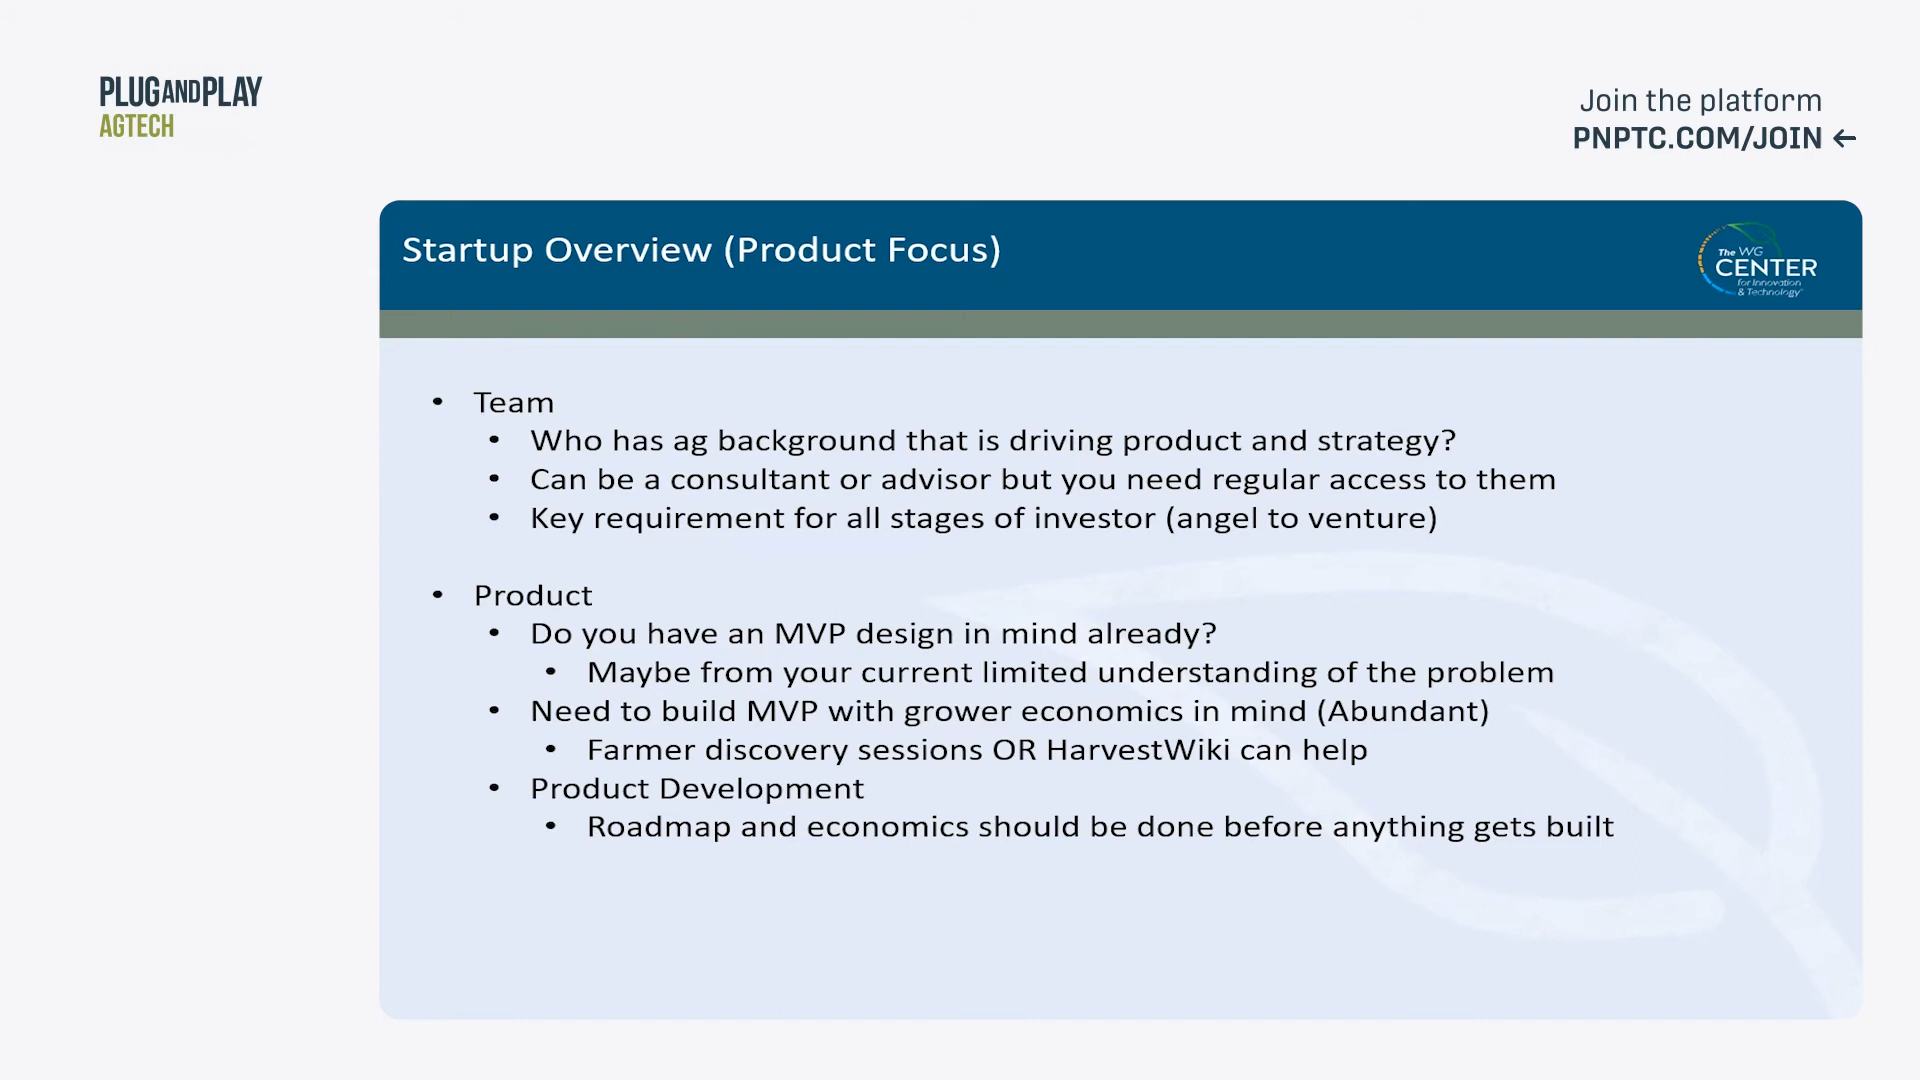 PLUGANDPLAY
AGTECH
Join the platform
PNPTC.COM/JOIN ←
Startup Overview (Product Focus)
The WG
CENTER
for Innovation
& Technology
• Team
• Who has ag background that is driving product and strategy?
• Can be a consultant or advisor but you need regular access to them
• Key requirement for all stages of investor (angel to venture)
• Product
• Do you have an MVP design in mind already?
• Maybe from your current limited understanding of the problem
• Need to build MVP with grower economics in mind (Abundant)
• Farmer discovery sessions OR HarvestWiki can help
• Product Development
• Roadmap and economics should be done before anything gets built